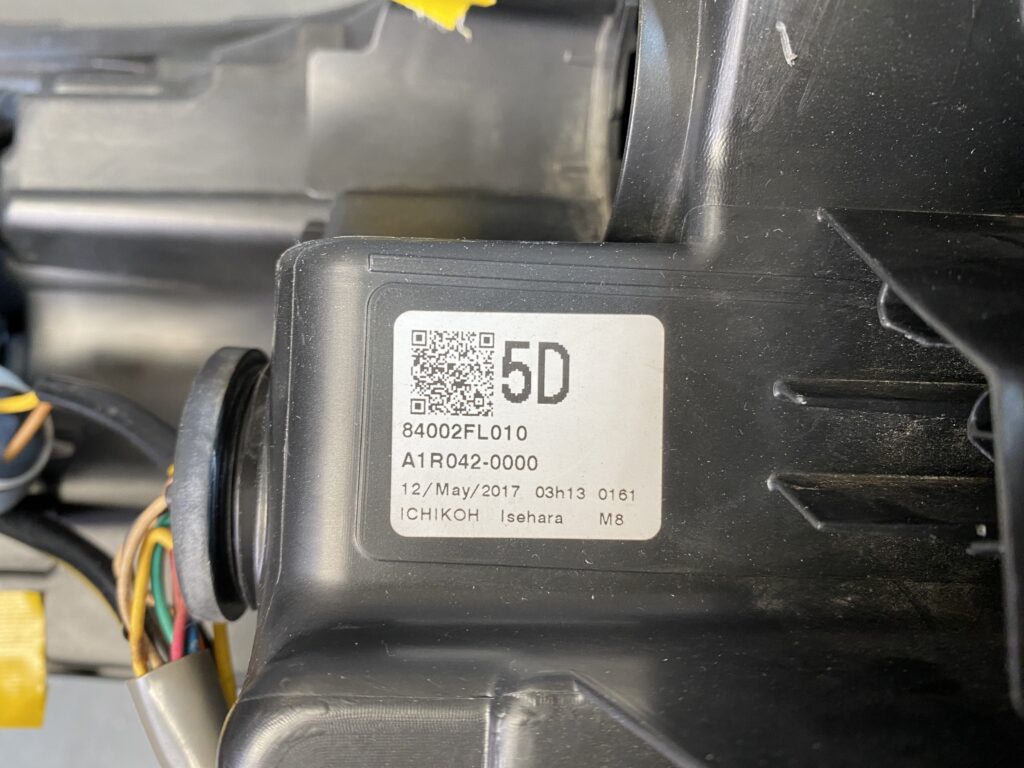 5D
84002FL010
A1R042-0000
12/May/2017 03h13 0161
ICHIKOH Isehara M8